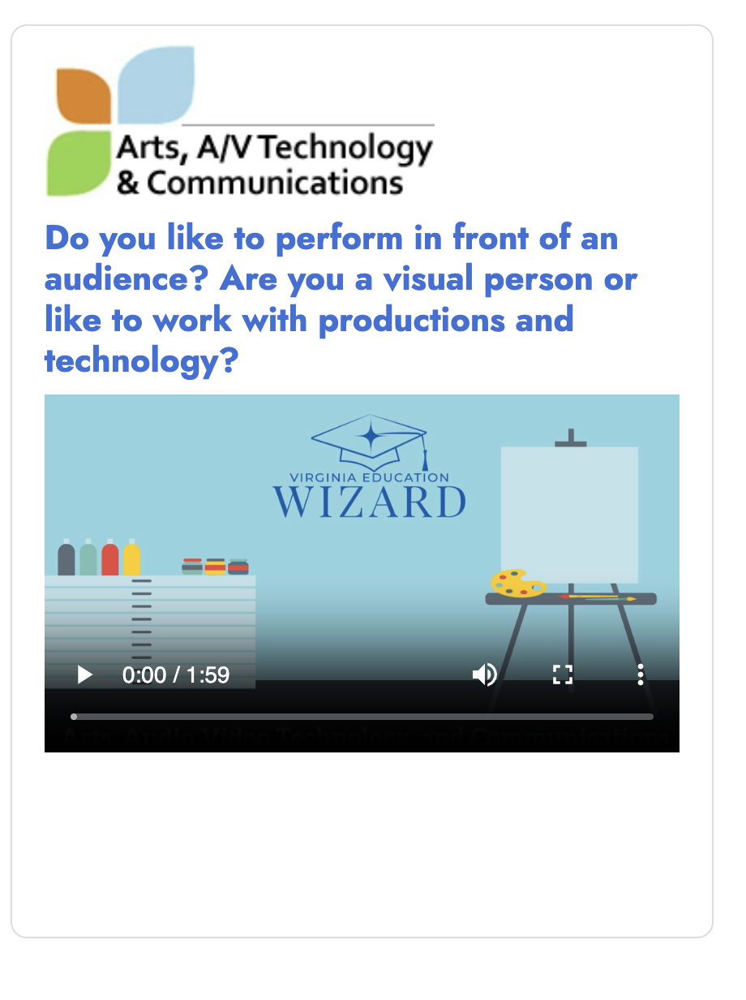 Arts, A/V Technology
& Communications
Do you like to perform in front of an
audience? Are you a visual person or
like to work with productions and
technology?
VIRGINIA EDUCATION
WIZARD
0:00 / 1:59
Arts, Audio Video Technology, and Communications